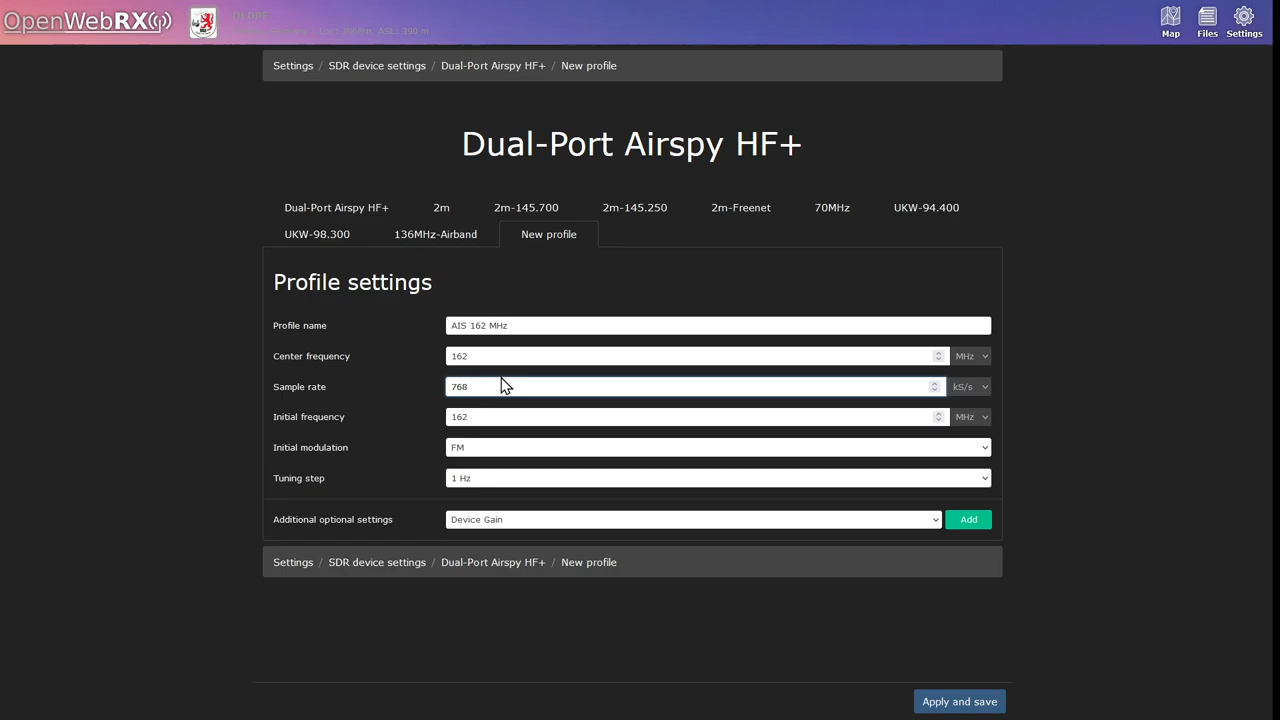 OpenWebRX
Map
Files
Settings
Settings / SDR device settings / Dual-Port Airspy HF+ / New profile
Dual-Port Airspy HF+
Dual-Port Airspy HF+ 2m 2m-145.700 2m-145.250 2m-Freenet 70MHz UKW-94.400
UKW-98.300 136MHz-Airband New profile
Profile settings
Profile name AIS 162 MHz
Center frequency 162 MHz
Sample rate 768 kS/s
Initial frequency 162 MHz
Initial modulation FM
Tuning step 1 Hz
Additional optional settings Device Gain Add
Settings / SDR device settings / Dual-Port Airspy HF+ / New profile
Apply and save